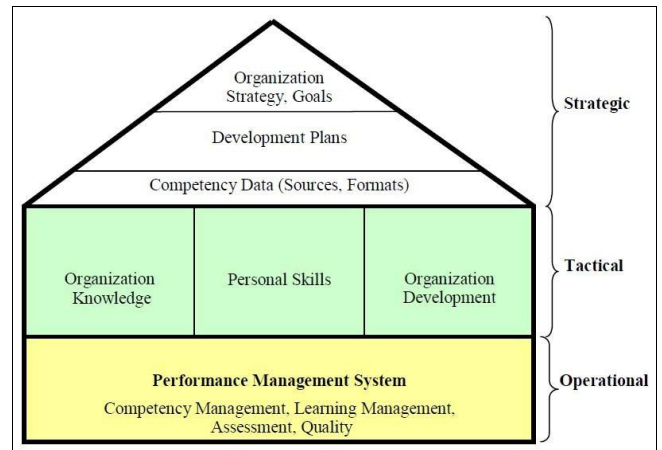 Organization
Strategy, Goals
Strategic
Development Plans
Competency Data (Sources, Formats)
Organization
Knowledge
Personal Skills
Organization
Development
Tactical
Performance Management System
Operational
Competency Management, Learning Management,
Assessment, Quality